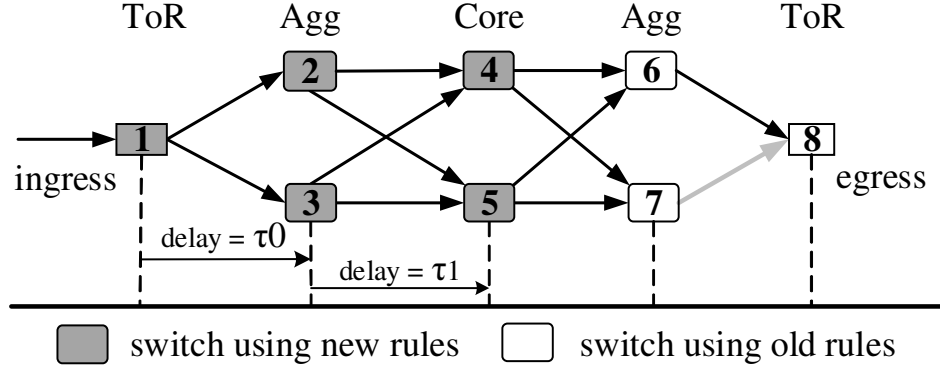 ToR Agg Core Agg ToR
2 4 6
1 8
ingress egress
3 5 7
delay = τ0
delay = τ1
switch using new rules switch using old rules